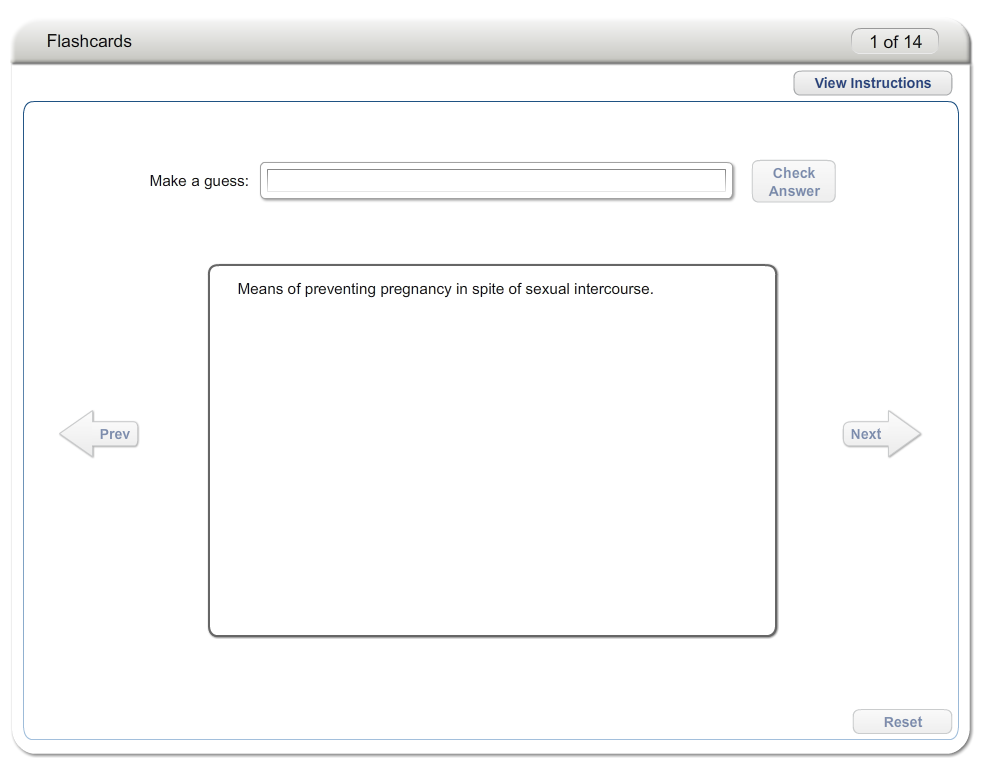 Flashcards
1 of 14
View Instructions
Make a guess:
Check
Answer
Means of preventing pregnancy in spite of sexual intercourse.
Prev
Next
Reset